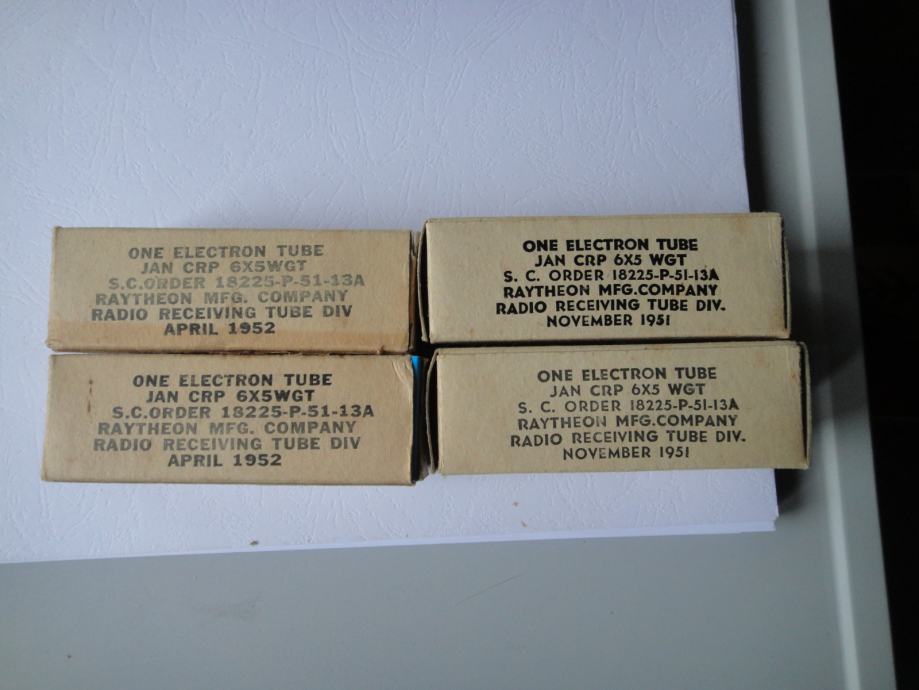 ONE ELECTRON TUBE
JAN CRP 6X5WGT
S.C.ORDER 18225-P-51-13A
RAYTHEON MFG. COMPANY
RADIO RECEIVING TUBE DIV
APRIL 1952
ONE ELECTRON TUBE
JAN CRP 6X5 WGT
S. C. ORDER 18225-P-51-13A
RAYTHEON MFG.COMPANY
RADIO RECEIVING TUBE DIV.
NOVEMBER 1951
ONE ELECTRON TUBE
JAN CRP 6X5WGT
S.C.ORDER 18225-P-51-13A
RAYTHEON MFG. COMPANY
RADIO RECEIVING TUBE DIV
APRIL 1952
ONE ELECTRON TUBE
JAN CRP 6X5 WGT
S. C. ORDER 18225-P-51-13A
RAYTHEON MFG.COMPANY
RADIO RECEIVING TUBE DIV.
NOVEMBER 1951